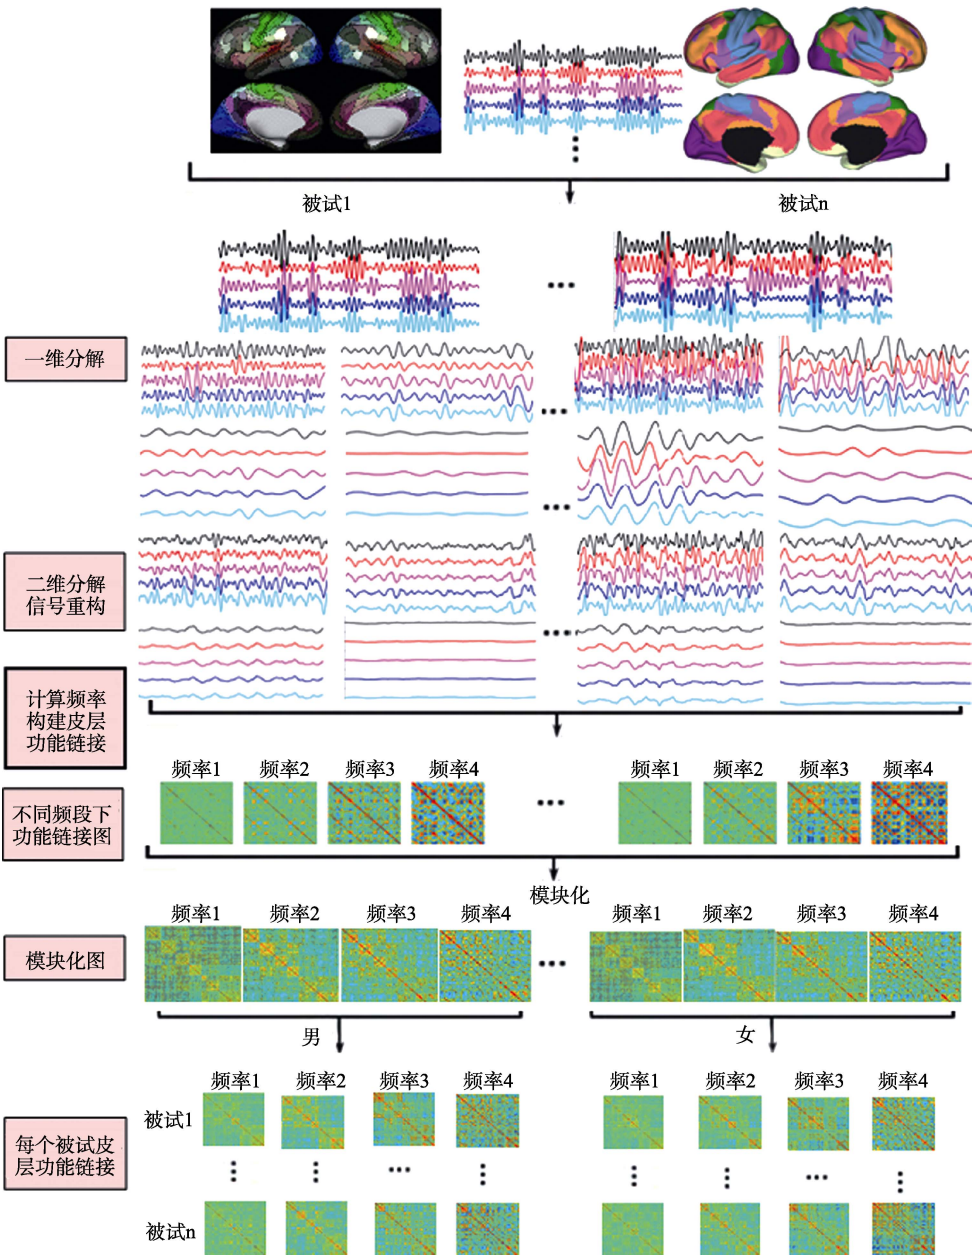 被试1
被试n
一维分解
二维分解
信号重构
计算频率
构建皮层
功能链接
频率1 频率2 频率3 频率4
频率1 频率2 频率3 频率4
不同频段下
功能链接图
模块化
频率1 频率2 频率3 频率4
频率1 频率2 频率3 频率4
模块化图
男
女
频率1 频率2 频率3 频率4
频率1 频率2 频率3 频率4
被试1
每个被试皮
层功能链接
被试n